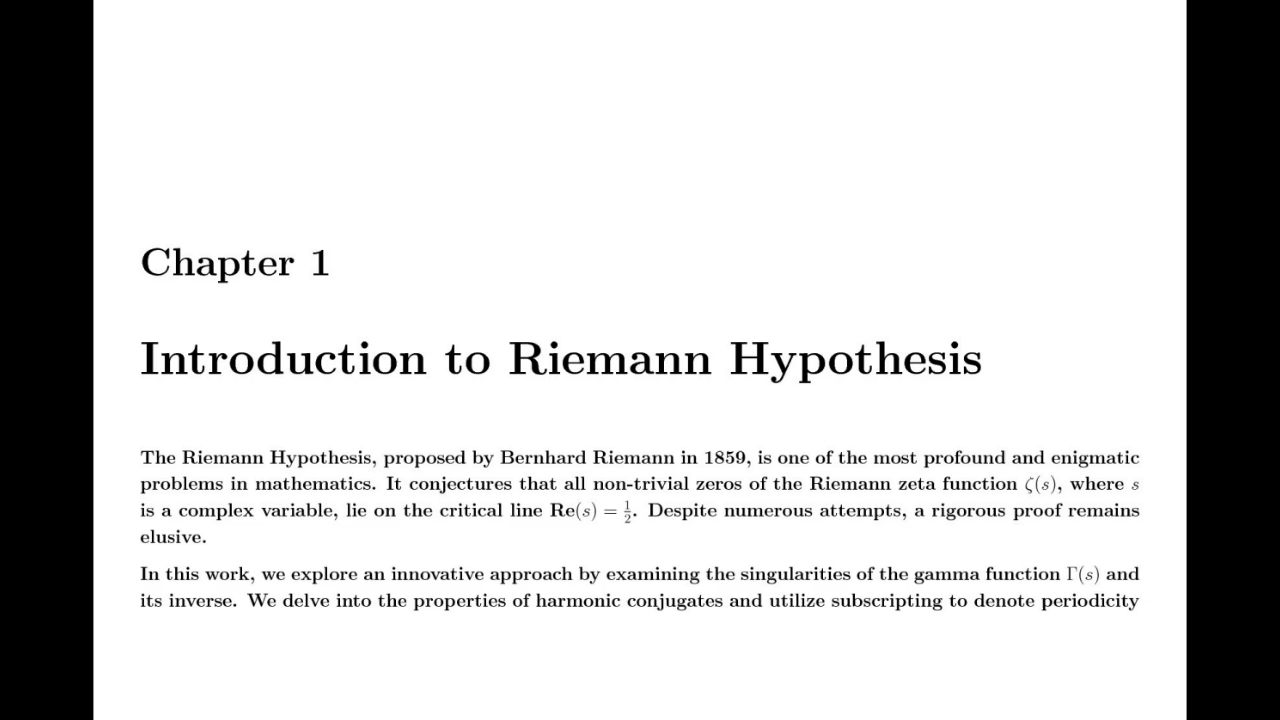 Chapter 1
Introduction to Riemann Hypothesis
The Riemann Hypothesis, proposed by Bernhard Riemann in 1859, is one of the most profound and enigmatic
problems in mathematics. It conjectures that all non-trivial zeros of the Riemann zeta function ζ(s), where s
is a complex variable, lie on the critical line Re(s) = 1/2. Despite numerous attempts, a rigorous proof remains
elusive.
In this work, we explore an innovative approach by examining the singularities of the gamma function Γ(s) and
its inverse. We delve into the properties of harmonic conjugates and utilize subscripting to denote periodicity